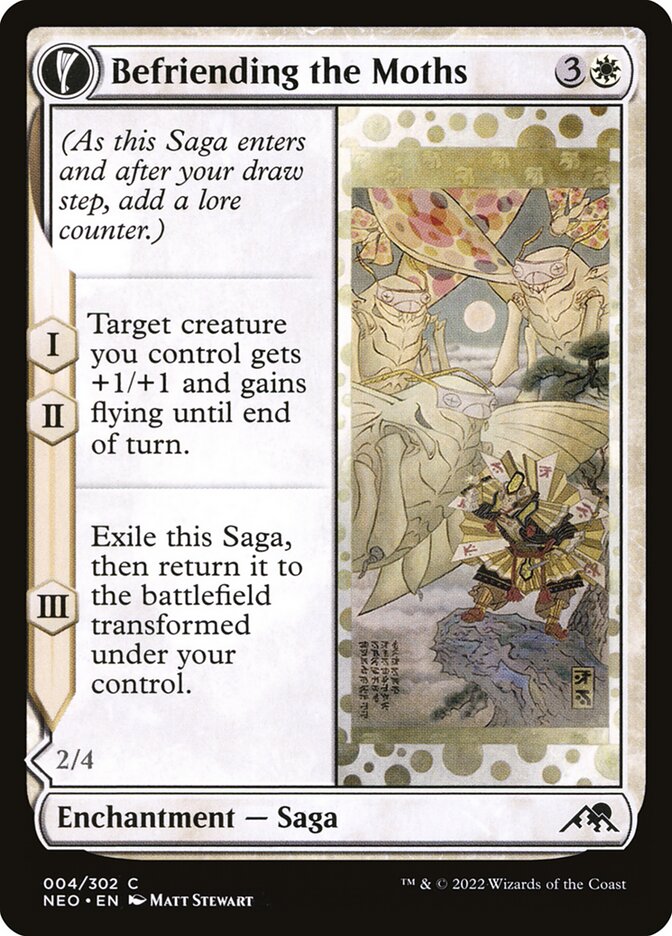 Befriending the Moths 3
(As this Saga enters
and after your draw
step, add a lore
counter.)
I
II
Target creature
you control gets
+1/+1 and gains
flying until end
of turn.
III
Exile this Saga,
then return it to
the battlefield
transformed
under your
control.
2/4
Enchantment — Saga
004/302 C
NEO • EN Matt Stewart
™ & © 2022 Wizards of the Coast